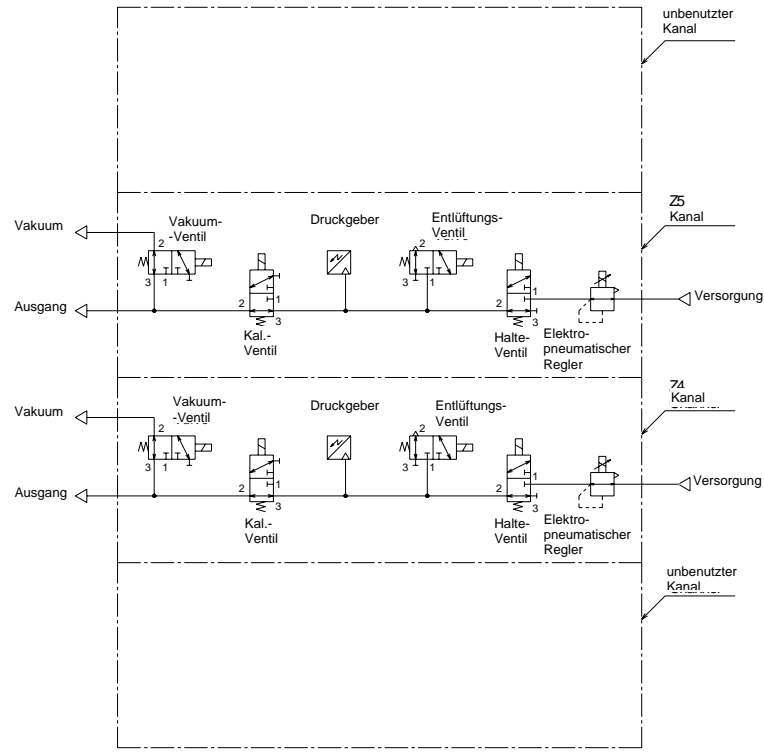 unbenutzter
Kanal
Z5
Kanal
Vakuum
Vakuum-
-Ventil
Druckgeber
Entlüftungs-
Ventil
2
2
3
1
3
1
1
1
Ausgang
2
2
Versorgung
3
3
Kal.-
Ventil
Halte-
Ventil
Elektro-
pneumatischer
Regler
Z4
Kanal
Vakuum
Vakuum-
-Ventil
Druckgeber
Entlüftungs-
Ventil
2
2
3
1
3
1
1
1
Ausgang
2
2
Versorgung
3
3
Kal.-
Ventil
Halte-
Ventil
Elektro-
pneumatischer
Regler
unbenutzter
Kanal